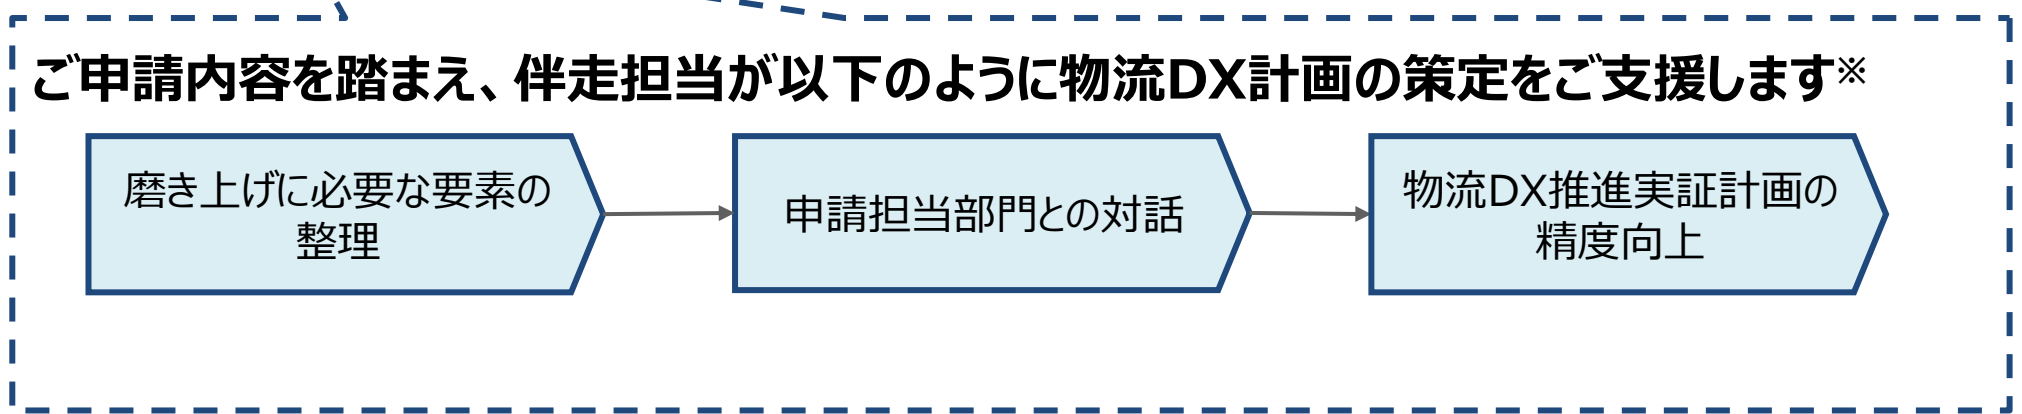 ご申請内容を踏まえ、伴走担当が以下のように物流DX計画の策定をご支援します※
磨き上げに必要な要素の
整理
申請担当部門との対話
物流DX推進実証計画の
精度向上